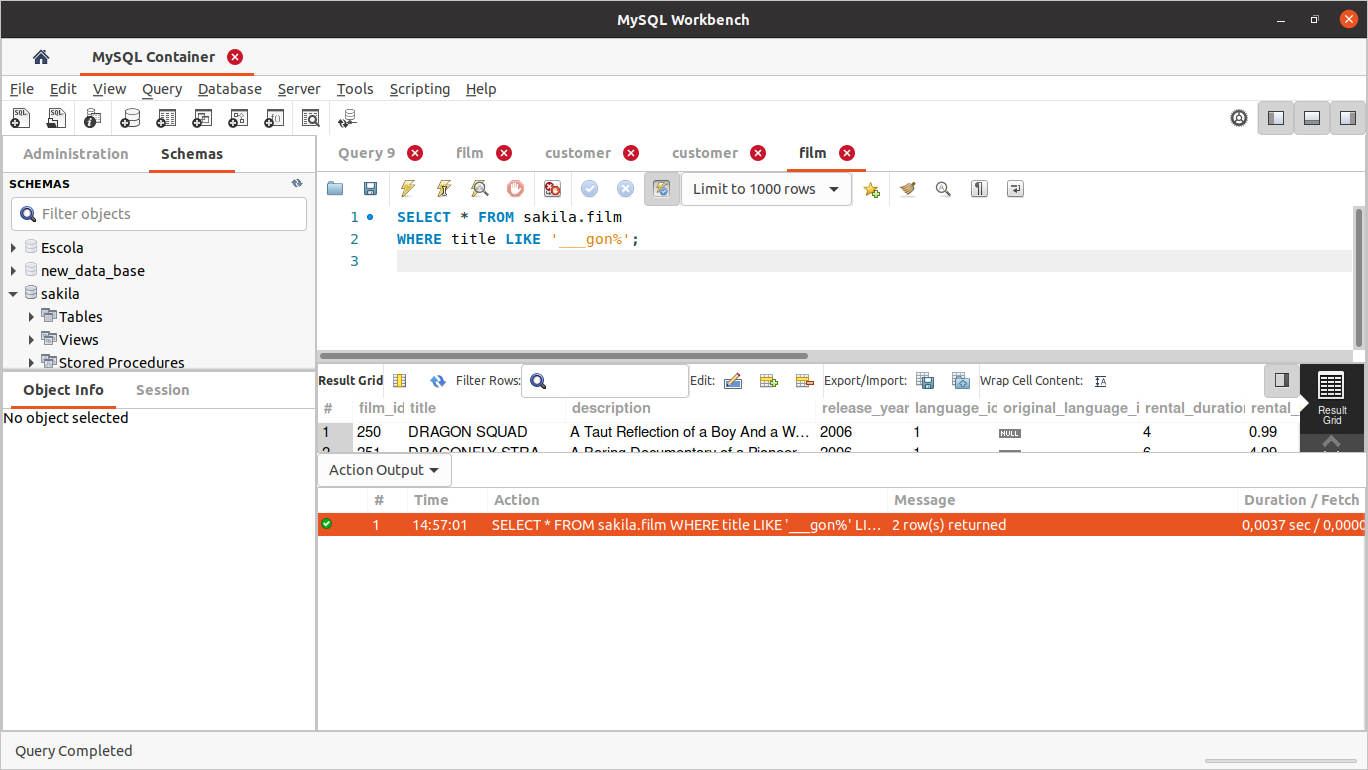 MySQL Workbench
MySQL Container
File Edit View Query Database Server Tools Scripting Help
Administration Schemas
SCHEMAS
Filter objects
Escola
new_data_base
sakila
Tables
Views
Stored Procedures
Object Info Session
No object selected
Query 9 film customer customer film
Limit to 1000 rows
1 SELECT * FROM sakila.film
2 WHERE title LIKE '___gon%';
3
Result Grid Filter Rows: Edit: Export/Import: Wrap Cell Content:
# film_id title description release_year language_id original_language_i rental_duration rental_
1 250 DRAGON SQUAD A Taut Reflection of a Boy And a W... 2006 1 NULL 4 0.99
2 251 DRAGONFLY STRA A Boring Documentary of a Pioneer 2006 1 6 4.99
Result
Grid
Action Output
# Time Action Message Duration / Fetch
1 14:57:01 SELECT * FROM sakila.film WHERE title LIKE '___gon%' LI... 2 row(s) returned 0,0037 sec / 0,0000
Query Completed